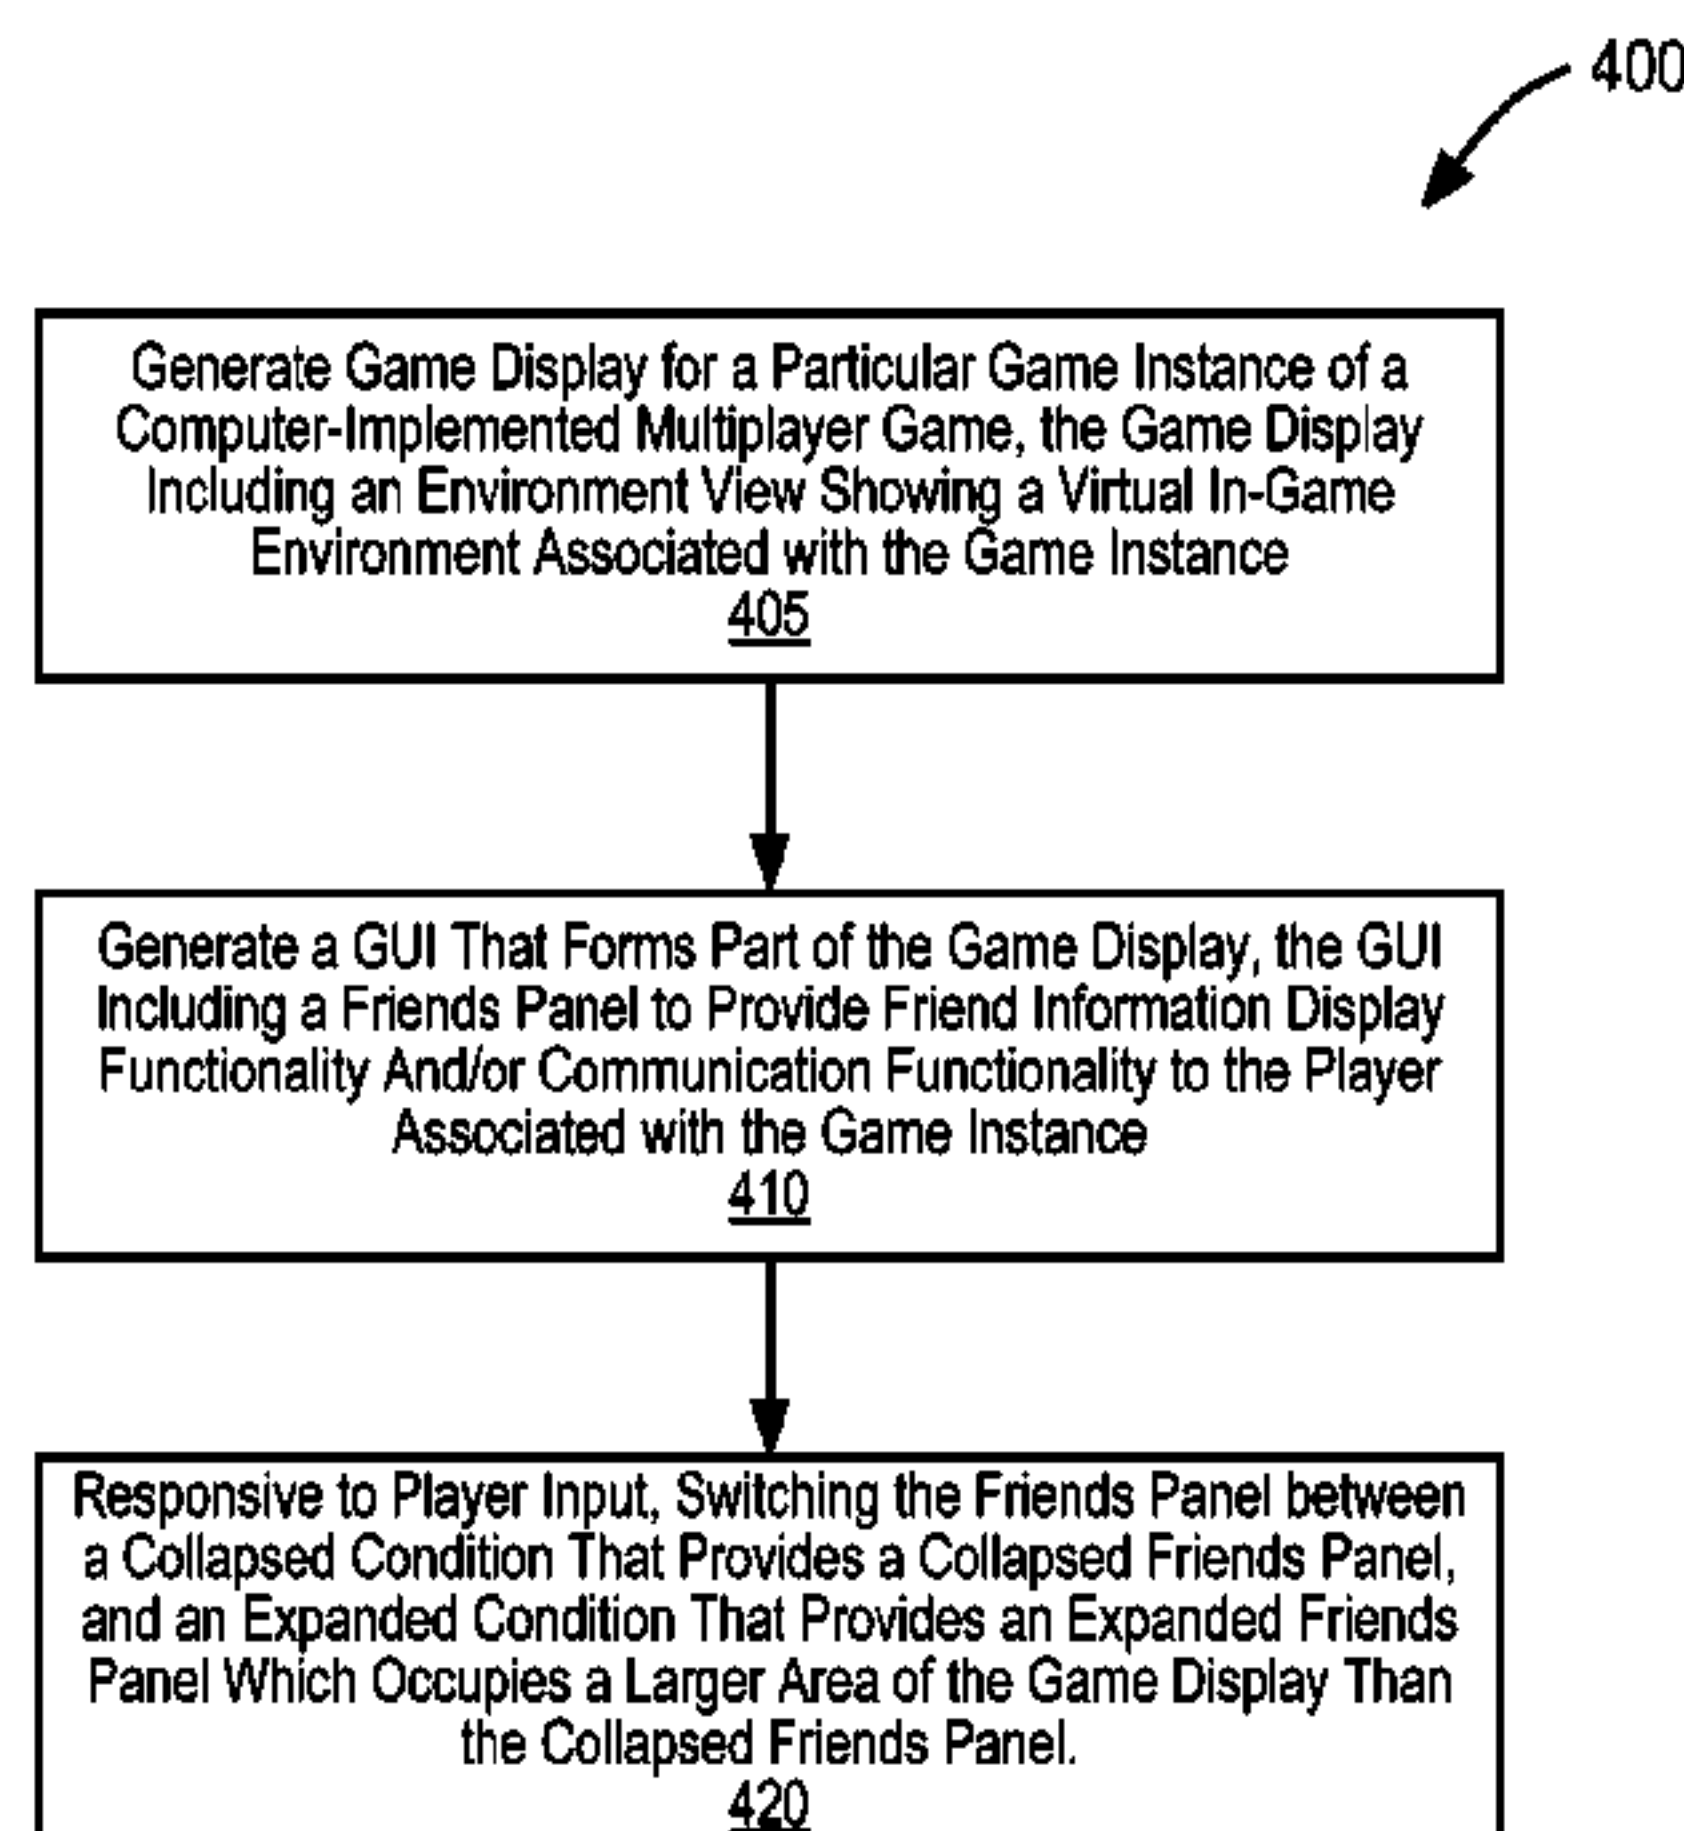 400
Generate Game Display for a Particular Game Instance of a
Computer-Implemented Multiplayer Game, the Game Display
Including an Environment View Showing a Virtual In-Game
Environment Associated with the Game Instance
405
Generate a GUI That Forms Part of the Game Display, the GUI
Including a Friends Panel to Provide Friend Information Display
Functionality And/or Communication Functionality to the Player
Associated with the Game Instance
410
Responsive to Player Input, Switching the Friends Panel between
a Collapsed Condition That Provides a Collapsed Friends Panel,
and an Expanded Condition That Provides an Expanded Friends
Panel Which Occupies a Larger Area of the Game Display Than
the Collapsed Friends Panel.
420